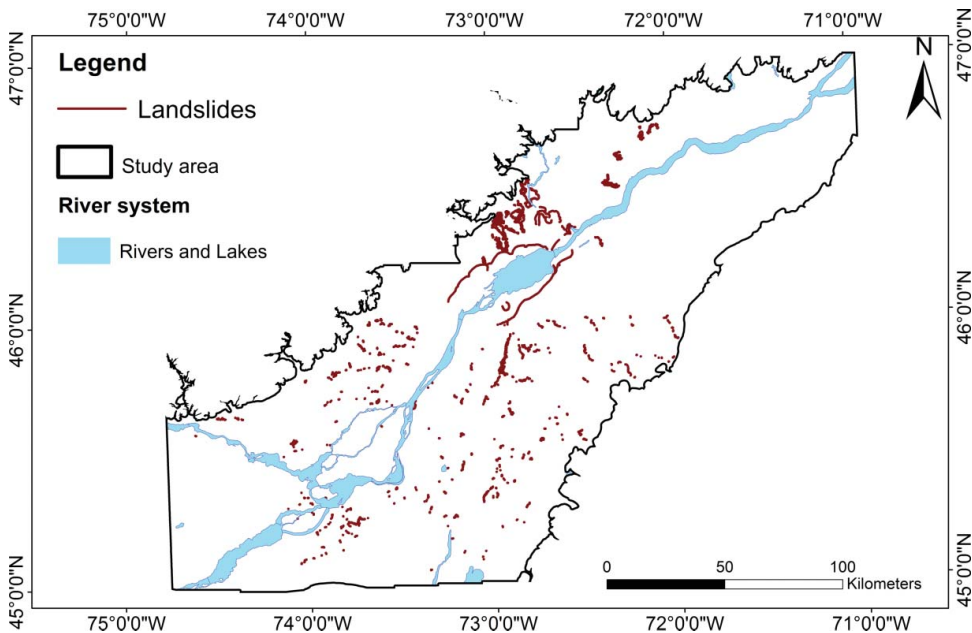 74°0'0"W 73°0'0"W 72°0'0"W 71°0'0"W
47°0'0"N
47°0'0"N
46°0'0"N
46°0'0"N
45°0'0"N
45°0'0"N
Legend
Landslides
Study area
River system
Rivers and Lakes
N
0 50 100
Kilometers
75°0'0"W 74°0'0"W 73°0'0"W 72°0'0"W 71°0'0"W